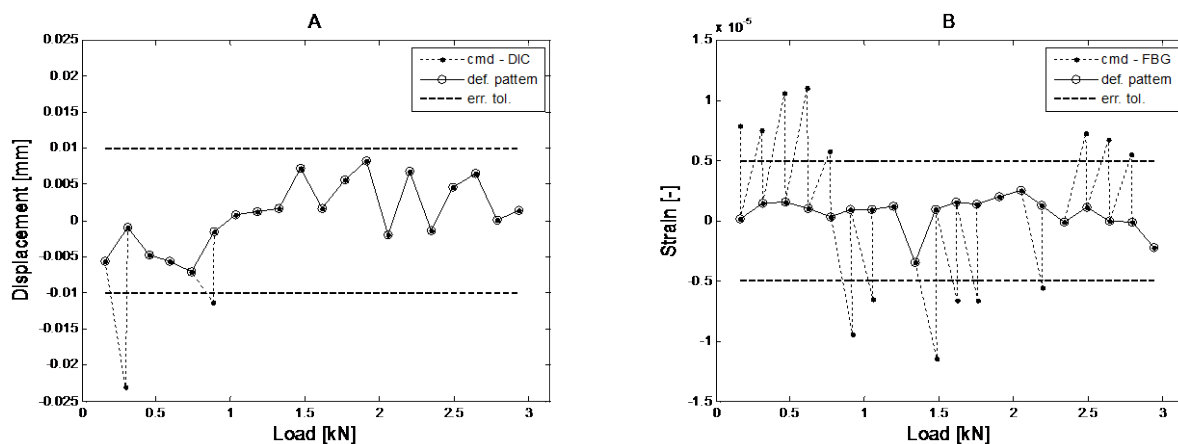 A
0.025
0.02
0.015
0.01
0.005
0
-0.005
-0.01
-0.015
-0.02
-0.025
Displacement [mm]
0 0.5 1 1.5 2 2.5 3
Load [kN]
cmd - DIC
def. pattern
err. tol.
B
x 10-5
1.5
1
0.5
0
-0.5
-1
-1.5
Strain [-]
0 0.5 1 1.5 2 2.5 3
Load [kN]
cmd - FBG
def. pattern
err. tol.